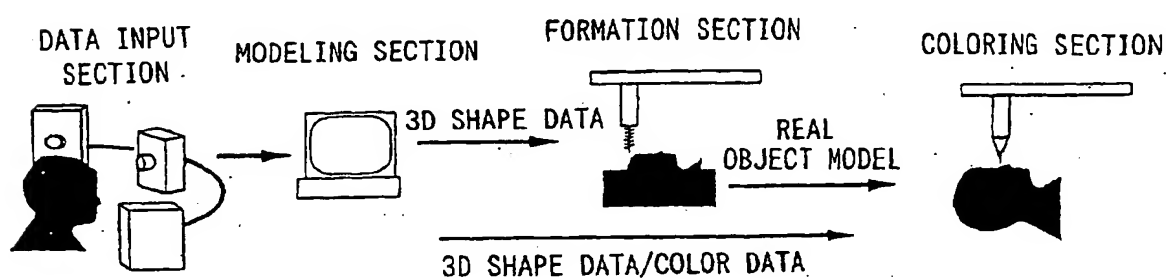 DATA INPUT
SECTION
MODELING SECTION
FORMATION SECTION
COLORING SECTION
3D SHAPE DATA
REAL
OBJECT MODEL
3D SHAPE DATA/COLOR DATA